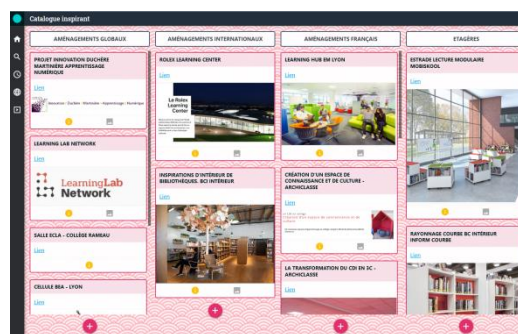 Catalogue inspirant
AMÉNAGEMENTS GLOBAUX
PROJET INNOVATION DUCHÈRE
MARTINIÈRE APPRENTISSAGE
NUMÉRIQUE
Lien
LEARNING LAB NETWORK
Lien
LearningLab
Network
SALLE ECLA - COLLÈGE RAMEAU
Lien
CELLULE BEA - LYON
Lien
AMÉNAGEMENTS INTERNATIONAUX
ROLEX LEARNING CENTER
Lien
Le Rolex
Learning
Center
INSPIRATIONS D'INTÉRIEUR DE
BIBLIOTHÈQUES. BCI INTÉRIEUR
Lien
AMÉNAGEMENTS FRANÇAIS
LEARNING HUB EM LYON
Lien
CRÉATION D'UN ESPACE DE
CONNAISSANCE ET DE CULTURE -
ARCHICLASSE
Lien
LA TRANSFORMATION DU CDI EN 3C -
ARCHICLASSE
Lien
ETAGÈRES
ESTRADE LECTURE MODULAIRE
MOBISKOOL
Lien
RAYONNAGE COURBE BC INTÉRIEUR
INFORM COURBE
Lien